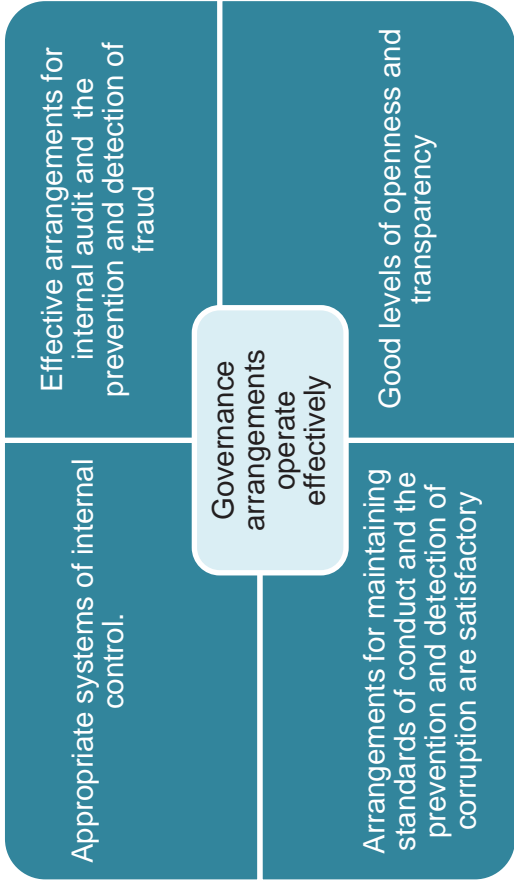 Appropriate systems of internal
control.
Effective arrangements for
internal audit and the
prevention and detection of
fraud
Governance
arrangements
operate
effectively
Arrangements for maintaining
standards of conduct and the
prevention and detection of
corruption are satisfactory
Good levels of openness and
transparency